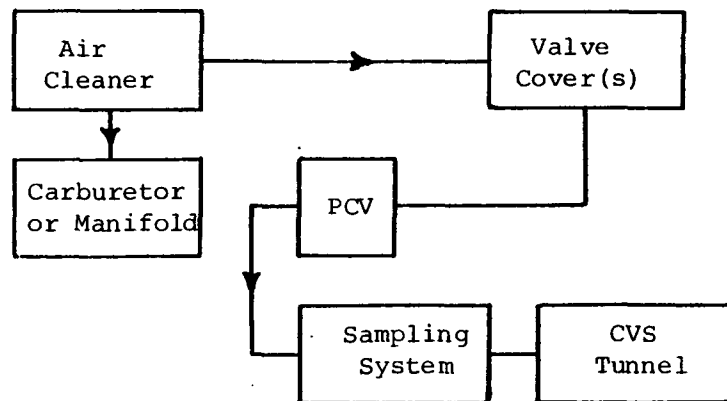 Air
Cleaner
Valve
Cover(s)
Carburetor
or Manifold
PCV
Sampling
System
CVS
Tunnel